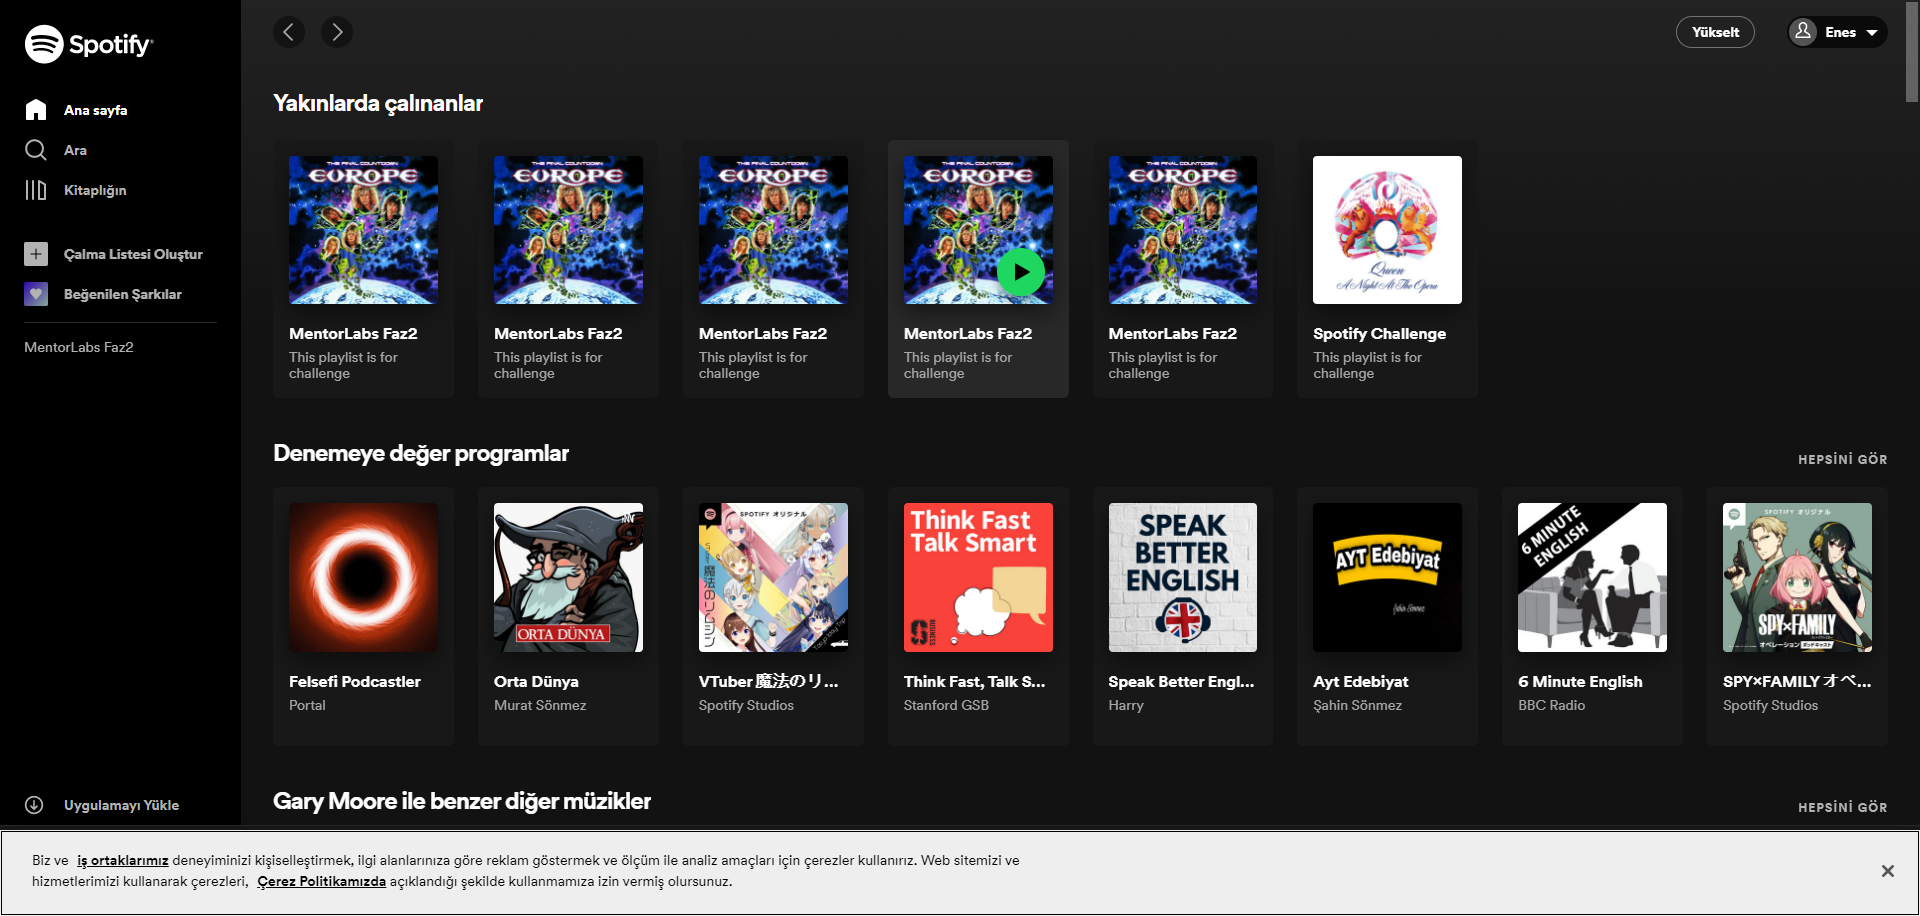 Spotify
Yükselt
Enes
Ana sayfa
Ara
Kitaplığın
Çalma Listesi Oluştur
Beğenilen Şarkılar
MentorLabs Faz2
Uygulamayı Yükle
Yakınlarda çalınanlar
THE FINAL COUNTDOWN
EUROPE
MentorLabs Faz2
This playlist is for
challenge
THE FINAL COUNTDOWN
EUROPE
MentorLabs Faz2
This playlist is for
challenge
THE FINAL COUNTDOWN
EUROPE
MentorLabs Faz2
This playlist is for
challenge
THE FINAL COUNTDOWN
EUROPE
MentorLabs Faz2
This playlist is for
challenge
THE FINAL COUNTDOWN
EUROPE
MentorLabs Faz2
This playlist is for
challenge
Queen
A Night At The Opera
Spotify Challenge
This playlist is for
challenge
Denemeye değer programlar
HEPSİNİ GÖR
Felsefi Podcastler
Portal
ORTA DÜNYA
Orta Dünya
Murat Sönmez
SPOTIFY オリジナル
VTuber 魔法のリ...
Spotify Studios
Think Fast
Talk Smart
BUSINESS
Think Fast, Talk S...
Stanford GSB
SPEAK
BETTER
ENGLISH
Speak Better Engl...
Harry
AYT Edebiyat
Şahin Sönmez
Ayt Edebiyat
Şahin Sönmez
6 MINUTE
ENGLISH
6 Minute English
BBC Radio
SPOTIFY オリジナル
SPY×FAMILY
オペレーション
SPY×FAMILY オペ...
Spotify Studios
Gary Moore ile benzer diğer müzikler
HEPSİNİ GÖR
Biz ve iş ortaklarımız deneyiminizi kişiselleştirmek, ilgi alanlarınıza göre reklam göstermek ve ölçüm ile analiz amaçları için çerezler kullanırız. Web sitemizi ve
hizmetlerimizi kullanarak çerezleri, Çerez Politikamızda açıklandığı şekilde kullanmamıza izin vermiş olursunuz.